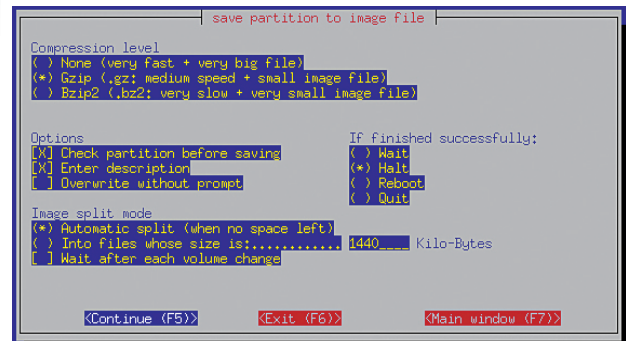 save partition to image file
Compression level
( ) None (very fast + very big file)
(*) Gzip (.gz: medium speed + small image file)
( ) Bzip2 (.bz2: very slow + very small image file)
Options
[X] Check partition before saving
[X] Enter description
[ ] Overwrite without prompt
If finished successfully:
( ) Wait
(*) Halt
( ) Reboot
( ) Quit
Image split mode
(*) Automatic split (when no space left)
( ) Into files whose size is:............ 1440____ Kilo-Bytes
[ ] Wait after each volume change
<Continue (F5)> <Exit (F6)> <Main window (F7)>